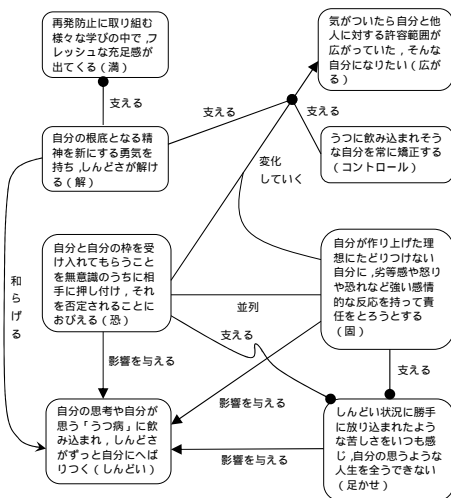 再発防止に取り組む
様々な学びの中で,フ
レッシュな充足感が
出てくる(満)
気がついたら自分と他
人に対する許容範囲が
広がっていた,そんな
自分になりたい(広が
る)
支える
支える
支える
自分の根底となる精
神を新にする勇気を
持ち,しんどさが解け
る(解)
うつに飲み込まれそう
な自分を常に矯正する
(コントロール)
変化
していく
自分と自分の枠を受
け入れてもらうこと
を無意識のうちに相
手に押し付け,それ
を否定されることに
おびえる(恐)
自分が作り上げた理
想にたどりつけない
自分に,劣等感や怒り
や恐れなど強い感情
的な反応を持って責
任をとろうとする
(固)
和らげる
並列
支える
影響を与える
支える
影響を与える
自分の思考や自分が
思う「うつ病」に飲
み込まれ,しんどさ
がずっと自分にへば
りつく(しんどい)
しんどい状況に勝手
に放り込まれたよう
な苦しさをいつも感
じ,自分の思うような
人生を全うできない
(足かせ)
影響を与える